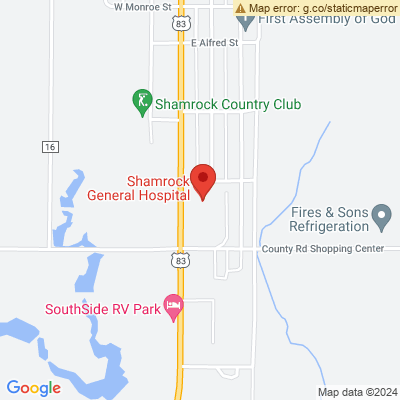 W Monroe St
83
Map error: g.co/staticmaperror
First Assembly of God
E Alfred St
Shamrock Country Club
16
Shamrock
General Hospital
Fires & Sons
Refrigeration
County Rd Shopping Center
83
SouthSide RV Park
Google
Map data ©2024